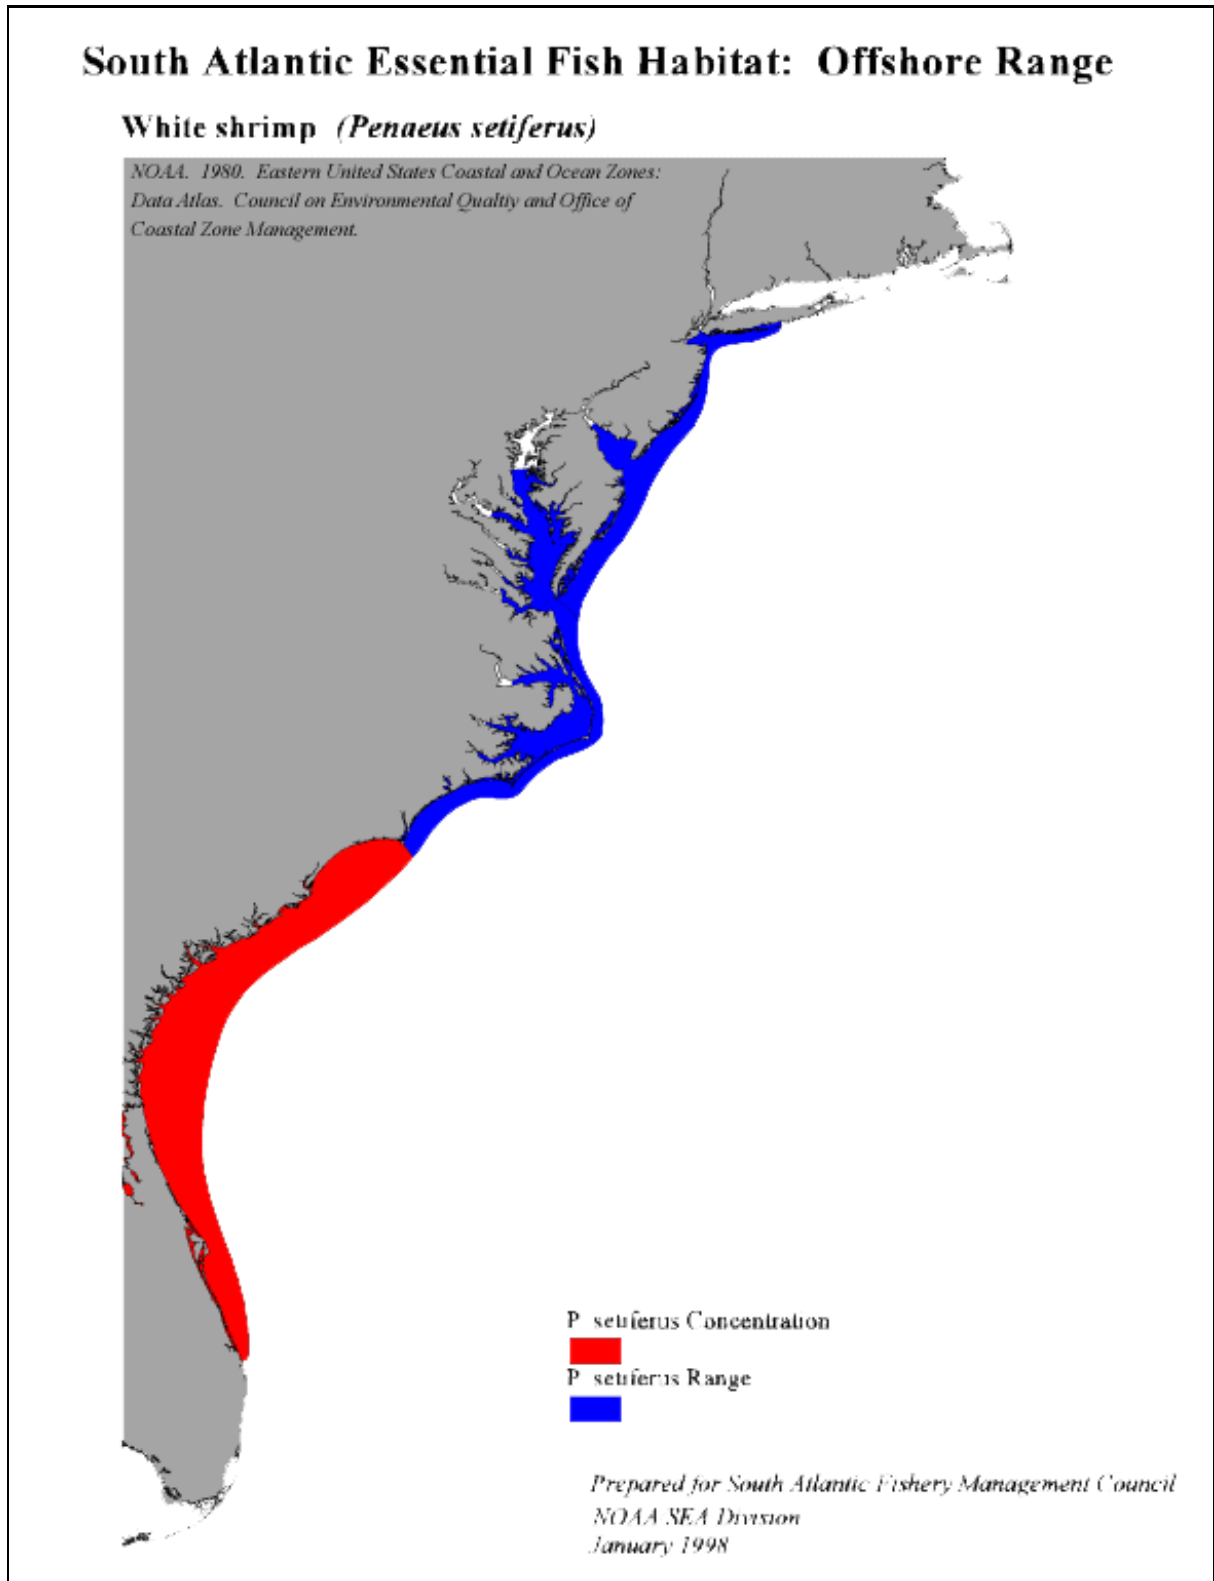 South Atlantic Essential Fish Habitat: Offshore Range
White shrimp (Penaeus setiferus)
NOAA. 1980. Eastern United States Coastal and Ocean Zones:
Data Atlas. Council on Environmental Qualtiy and Office of
Coastal Zone Management.
P setiferus Concentration
P setiferus Range
Prepared for South Atlantic Fishery Management Council
NOAA SEA Division
January 1998